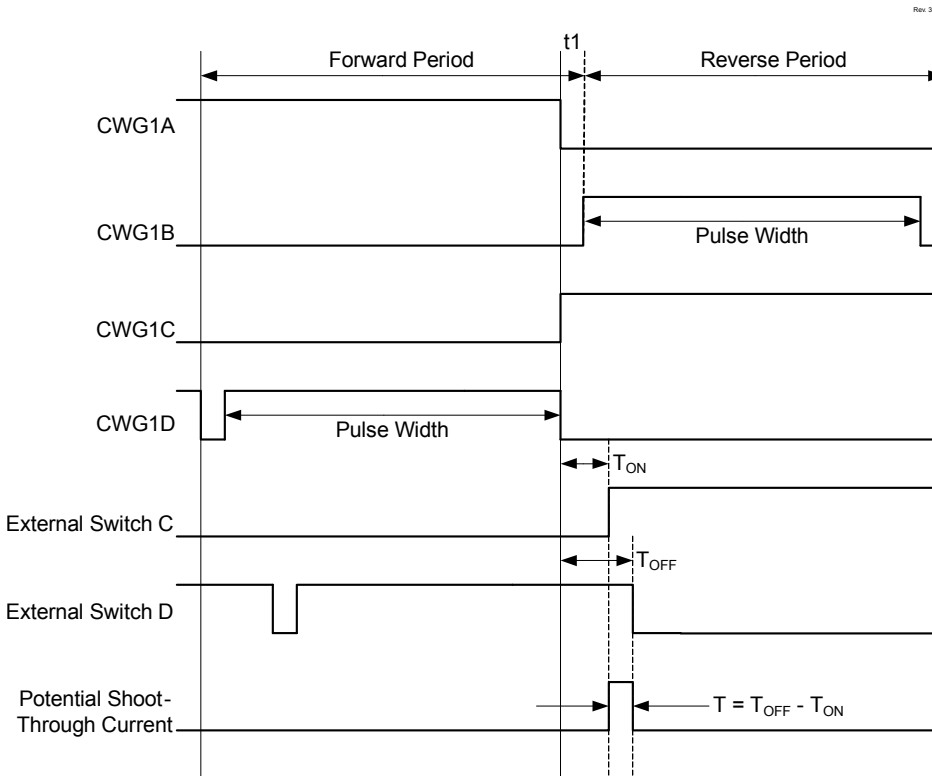 Rev. 3
t1
Forward Period
Reverse Period
CWG1A
CWG1B
Pulse Width
CWG1C
CWG1D
Pulse Width
TON
External Switch C
TOFF
External Switch D
Potential Shoot-
Through Current
T = TOFF - TON